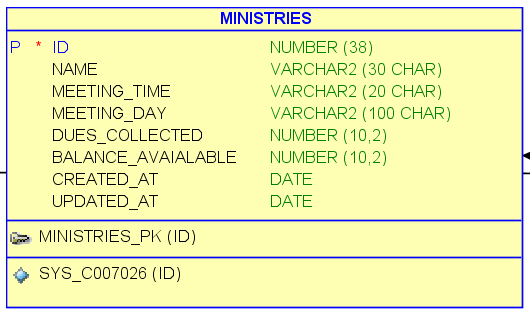 MINISTRIES
P * ID NUMBER (38)
NAME VARCHAR2 (30 CHAR)
MEETING_TIME VARCHAR2 (20 CHAR)
MEETING_DAY VARCHAR2 (100 CHAR)
DUES_COLLECTED NUMBER (10,2)
BALANCE_AVAIALABLE NUMBER (10,2)
CREATED_AT DATE
UPDATED_AT DATE
MINISTRIES_PK (ID)
SYS_C007026 (ID)